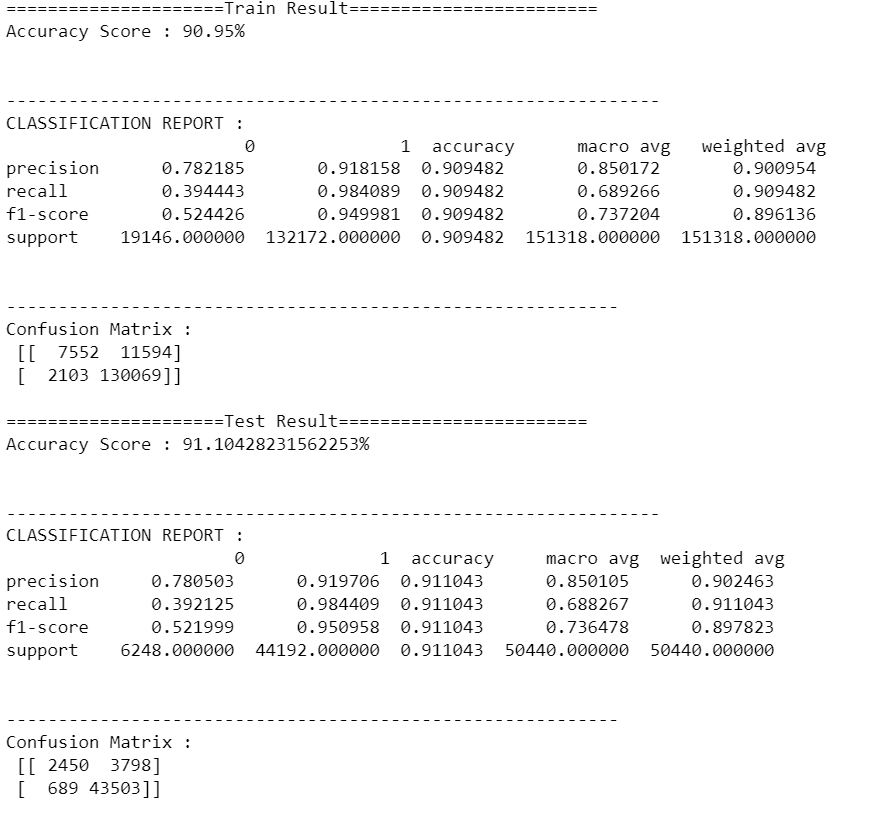 =====================Train Result========================
Accuracy Score : 90.95%
---------------------------------------------------------------
CLASSIFICATION REPORT :
0 1 accuracy macro avg weighted avg
precision 0.782185 0.918158 0.909482 0.850172 0.900954
recall 0.394443 0.984089 0.909482 0.689266 0.909482
f1-score 0.524426 0.949981 0.909482 0.737204 0.896136
support 19146.000000 132172.000000 0.909482 151318.000000 151318.000000
-----------------------------------------------------------
Confusion Matrix :
[[ 7552 11594]
[ 2103 130069]]
=====================Test Result========================
Accuracy Score : 91.10428231562253%
---------------------------------------------------------------
CLASSIFICATION REPORT :
0 1 accuracy macro avg weighted avg
precision 0.780503 0.919706 0.911043 0.850105 0.902463
recall 0.392125 0.984409 0.911043 0.688267 0.911043
f1-score 0.521999 0.950958 0.911043 0.736478 0.897823
support 6248.000000 44192.000000 0.911043 50440.000000 50440.000000
-----------------------------------------------------------
Confusion Matrix :
[[ 2450 3798]
[ 689 43503]]